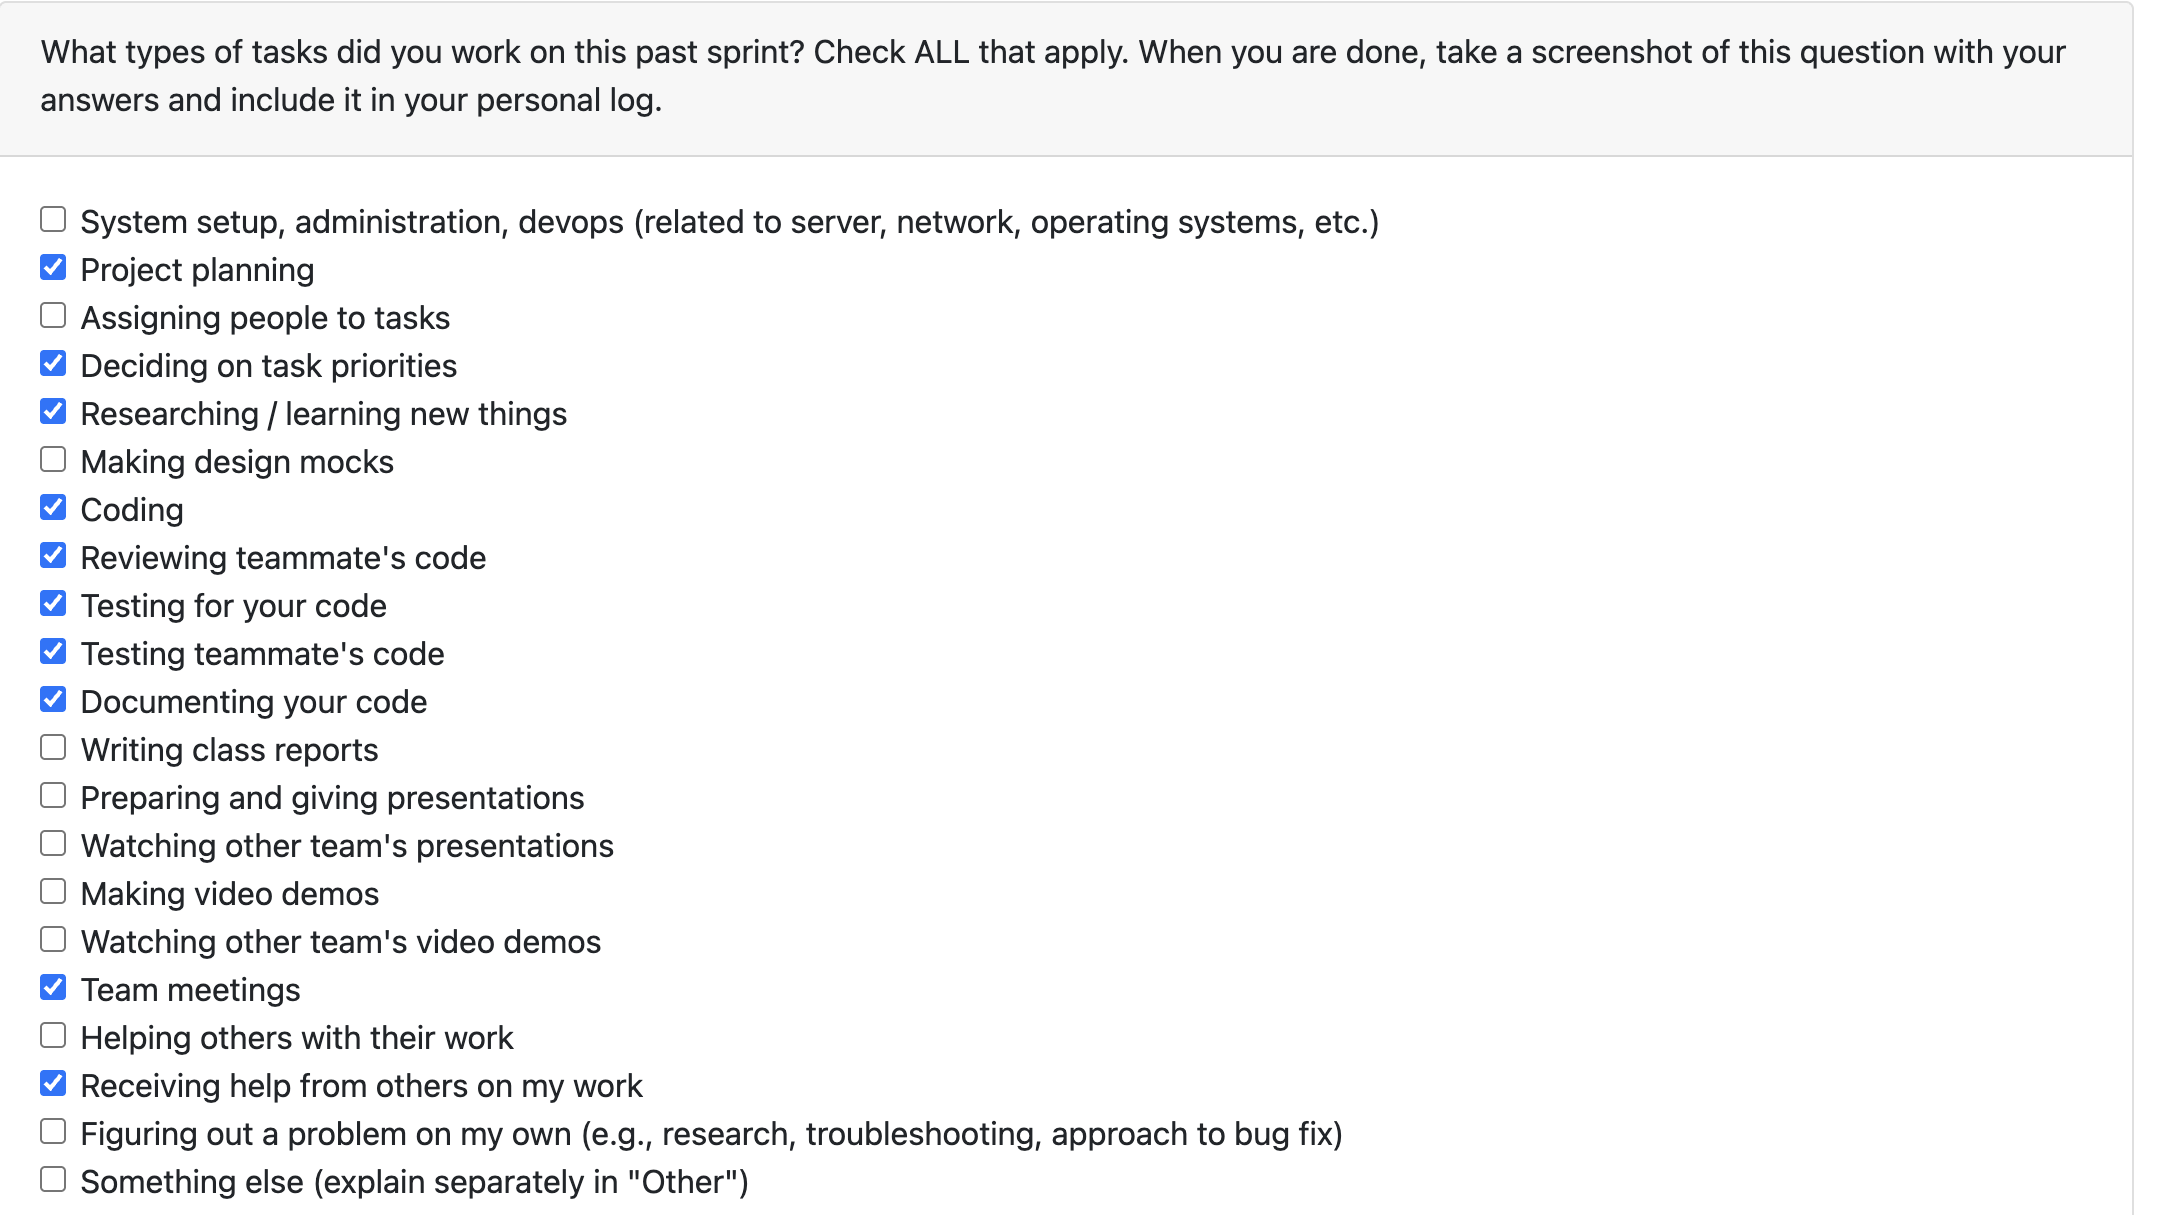 What types of tasks did you work on this past sprint? Check ALL that apply. When you are done, take a screenshot of this question with your
answers and include it in your personal log.
System setup, administration, devops (related to server, network, operating systems, etc.)
Project planning
Assigning people to tasks
Deciding on task priorities
Researching / learning new things
Making design mocks
Coding
Reviewing teammate's code
Testing for your code
Testing teammate's code
Documenting your code
Writing class reports
Preparing and giving presentations
Watching other team's presentations
Making video demos
Watching other team's video demos
Team meetings
Helping others with their work
Receiving help from others on my work
Figuring out a problem on my own (e.g., research, troubleshooting, approach to bug fix)
Something else (explain separately in "Other")